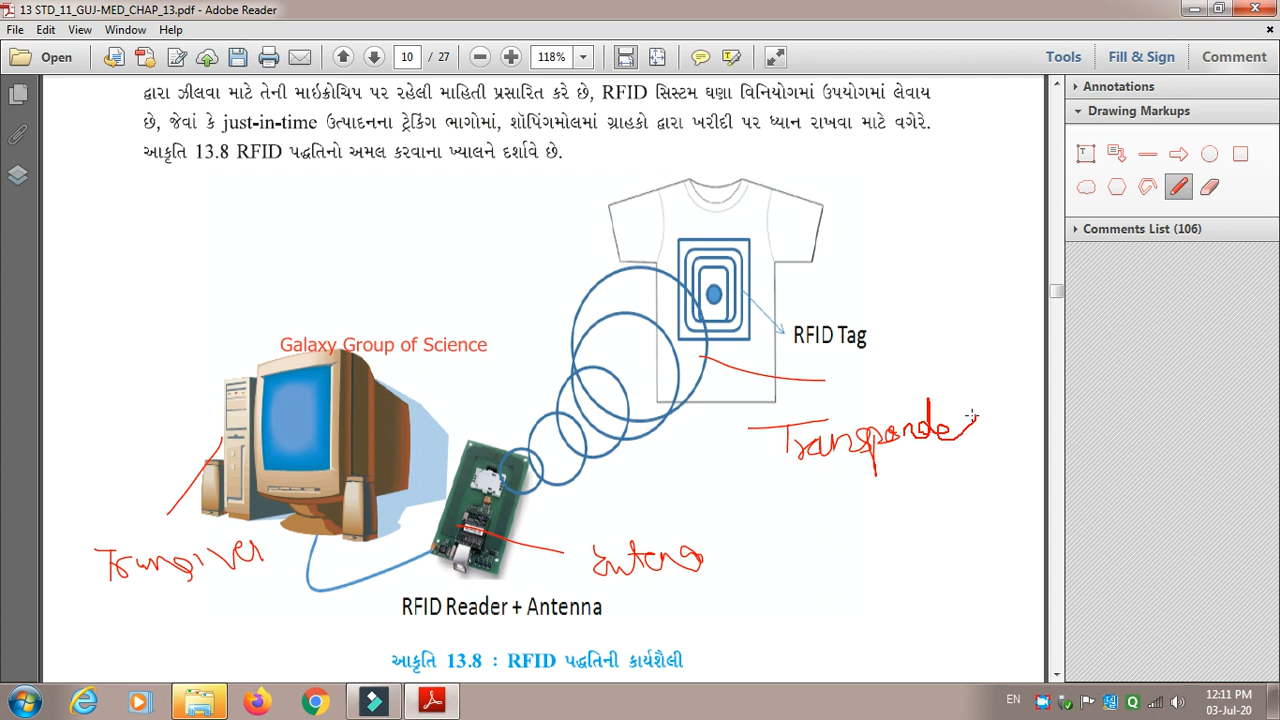 13 STD_11_GUJ-MED_CHAP_13.pdf - Adobe Reader
File Edit View Window Help
Open 10 / 27 118% Tools Fill & Sign Comment
Annotations
Drawing Markups
Comments List (106)
દ્વારા ઝીલવા માટે તેની માઇક્રોચિપ પર રહેલી માહિતી પ્રસારિત કરે છે, RFID સિસ્ટમ ઘણા વિનિયોગમાં ઉપયોગમાં લેવાય
છે, જેવાં કે just-in-time ઉત્પાદનના ટ્રેકિંગ ભાગોમાં, શૉપિંગમોલમાં ગ્રાહકો દ્વારા ખરીદી પર ધ્યાન રાખવા માટે વગેરે.
આકૃતિ 13.8 RFID પદ્ધતિનો અમલ કરવાના ખ્યાલને દર્શાવે છે.
RFID Tag
Galaxy Group of Science
Transponder
RFID Reader + Antenna
આકૃતિ 13.8 : RFID પદ્ધતિની કાર્યશૈલી
EN
12:11 PM
03-Jul-20